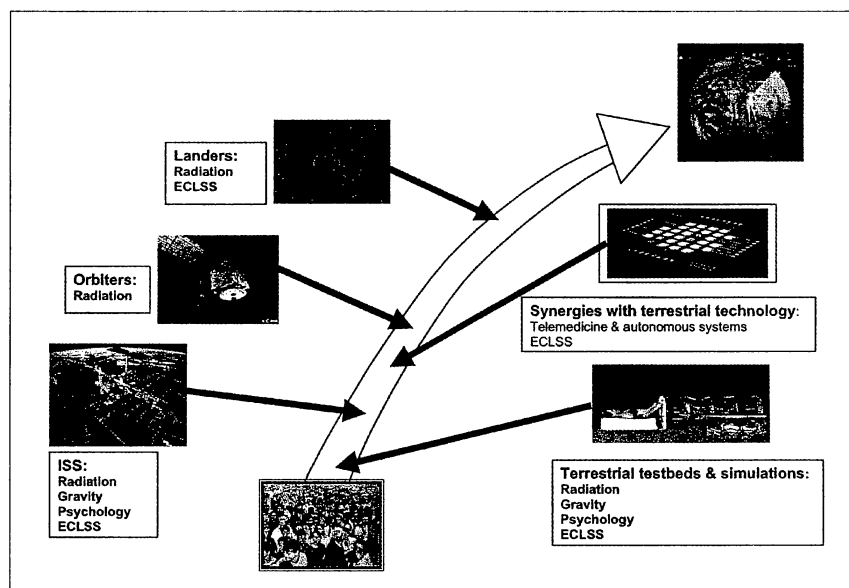 Landers:
Radiation
ECLSS
Orbiters:
Radiation
Synergies with terrestrial technology:
Telemedicine & autonomous systems
ECLSS
ISS:
Radiation
Gravity
Psychology
ECLSS
Terrestrial testbeds & simulations:
Radiation
Gravity
Psychology
ECLSS